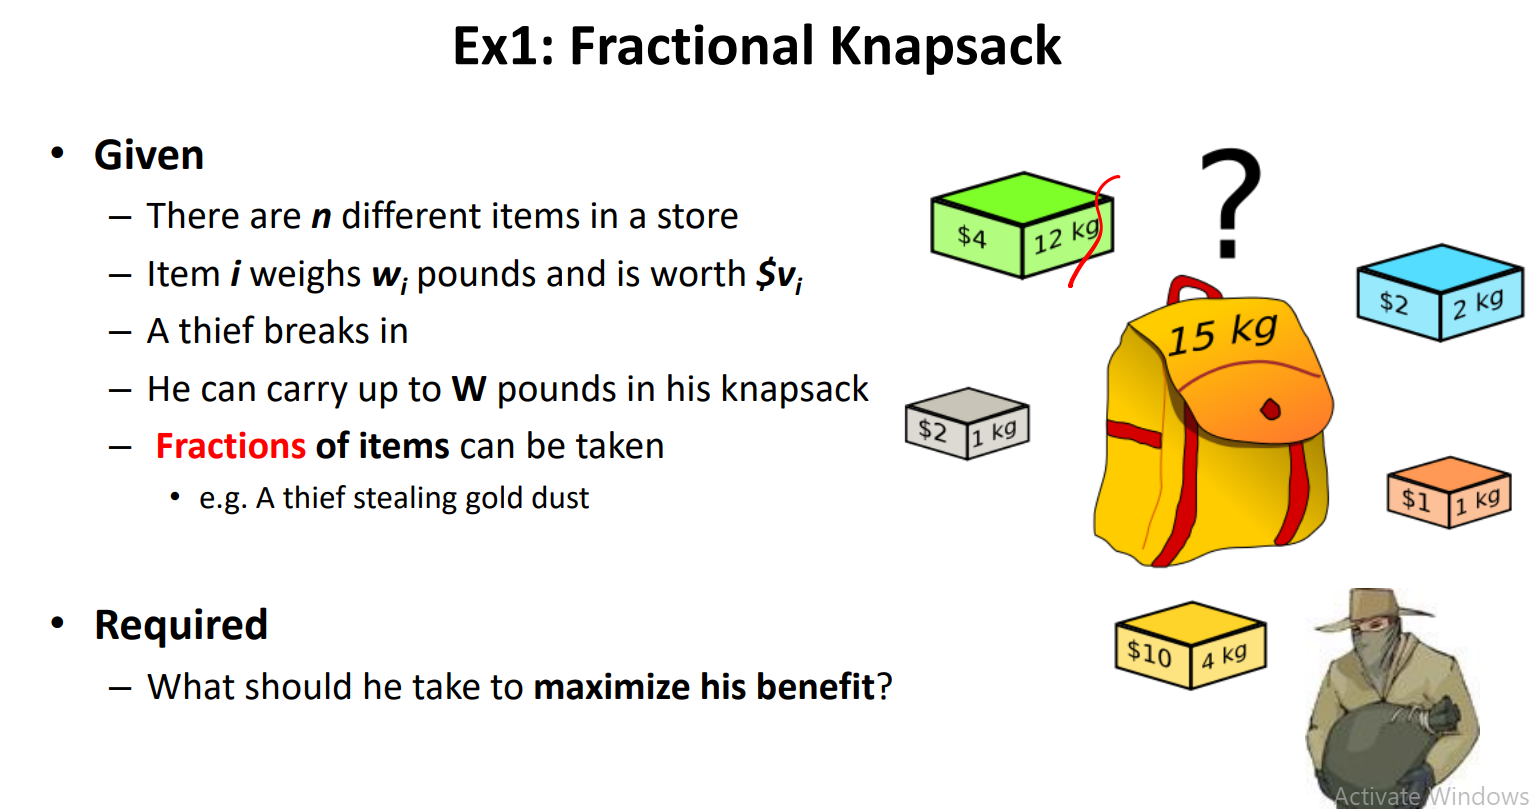 Ex1: Fractional Knapsack
• Given
– There are n different items in a store
– Item i weighs wi pounds and is worth $vi
– A thief breaks in
– He can carry up to W pounds in his knapsack
– Fractions of items can be taken
• e.g. A thief stealing gold dust
• Required
– What should he take to maximize his benefit?
$4 12 kg
?
$2 2 kg
15 kg
$2 1 kg
$1 1 kg
$10 4 kg
Activate Windows